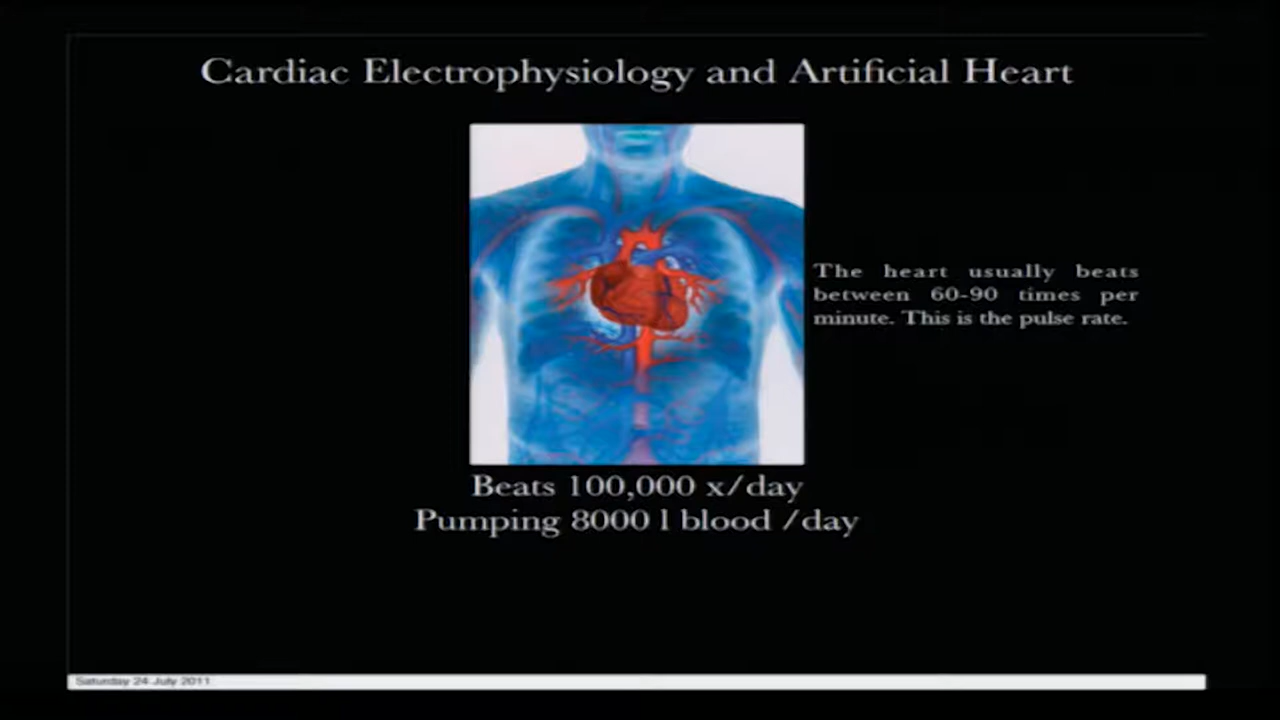 Cardiac Electrophysiology and Artificial Heart
The heart usually beats
between 60-90 times per
minute. This is the pulse rate.
Beats 100,000 x/day
Pumping 8000 l blood /day
Saturday 24 July 2011